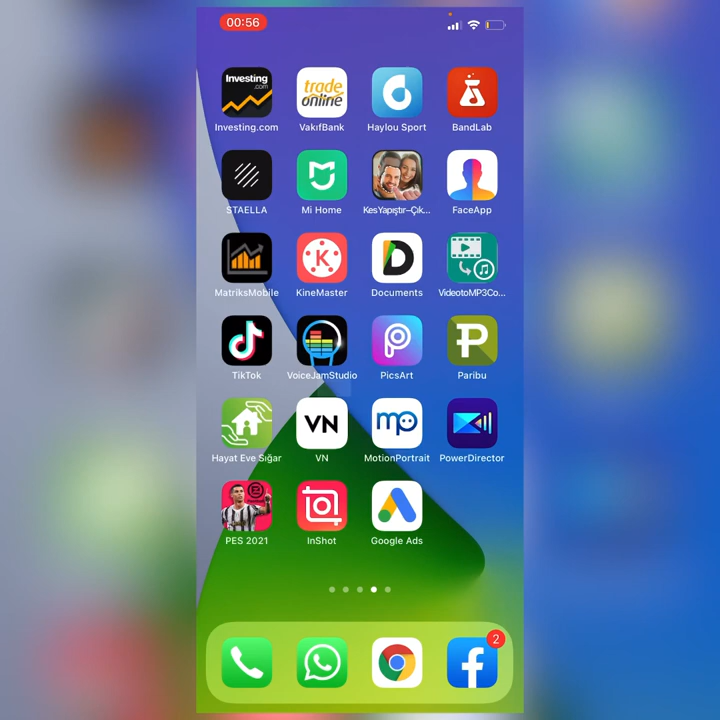 00:56
Investing
.com
trade
online
Investing.com
VakıfBank
Haylou Sport
BandLab
STAELLA
Mi Home
KesYapıştır–Çık...
FaceApp
K
D
MatriksMobile
KineMaster
Documents
VideotoMP3Co...
TikTok
VoiceJamStudio
PicsArt
Paribu
VN
mp
Hayat Eve Sığar
VN
MotionPortrait
PowerDirector
PES 2021
InShot
Google Ads
2